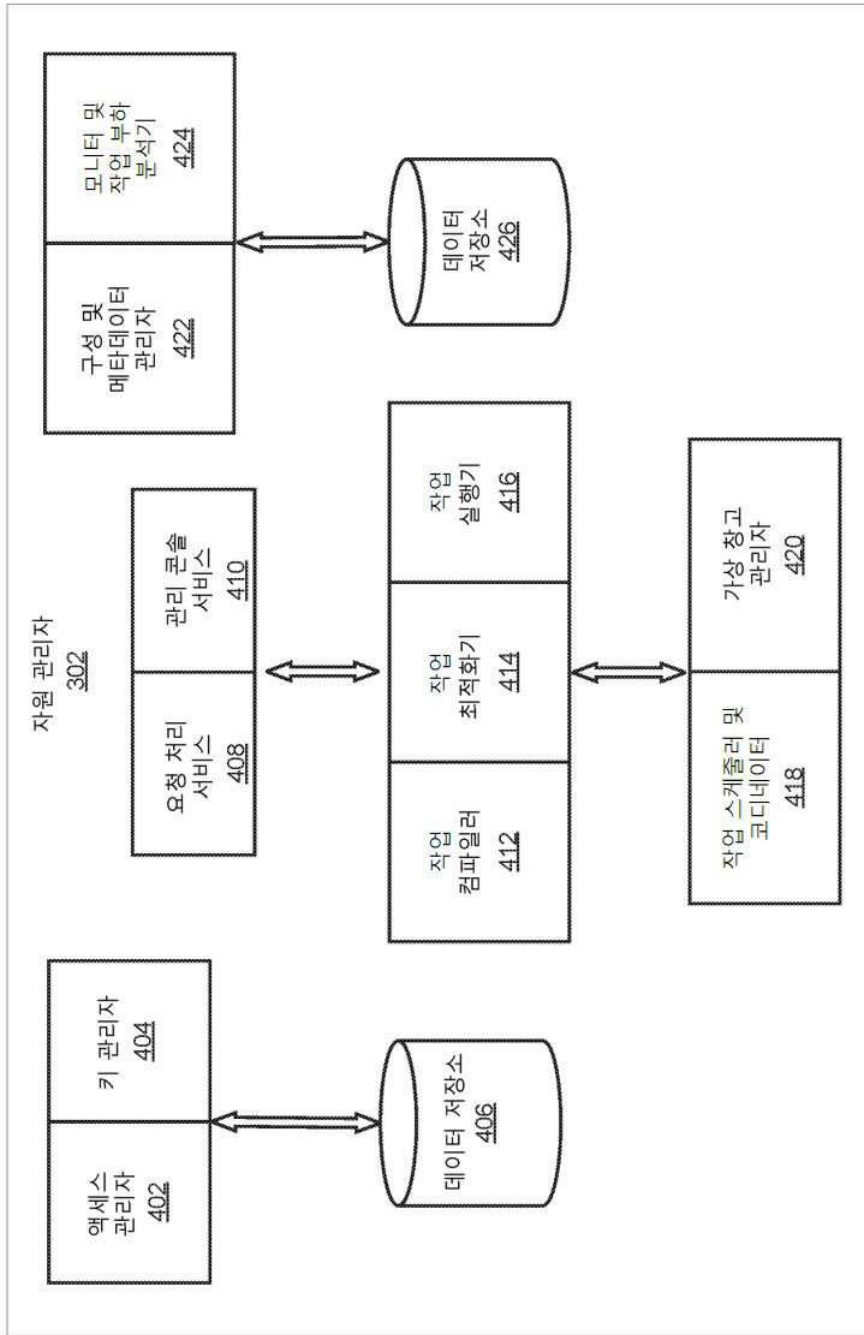 자원 관리자
302
액세스
관리자
402
키 관리자
404
데이터 저장소
406
요청 처리
서비스
408
관리 콘솔
서비스
410
작업
컴파일러
412
작업
최적화기
414
작업
실행기
416
작업 스케줄러 및
코디네이터
418
가상 창고
관리자
420
구성 및
메타데이터
관리자
422
모니터 및
작업 부하
분석기
424
데이터
저장소
426